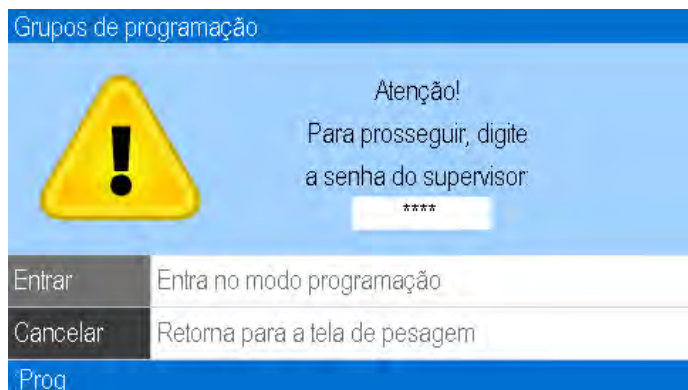 Grupos de programação
Atenção!
Para prosseguir, digite
a senha do supervisor:
****
Entrar Entra no modo programação
Cancelar Retorna para a tela de pesagem
Prog